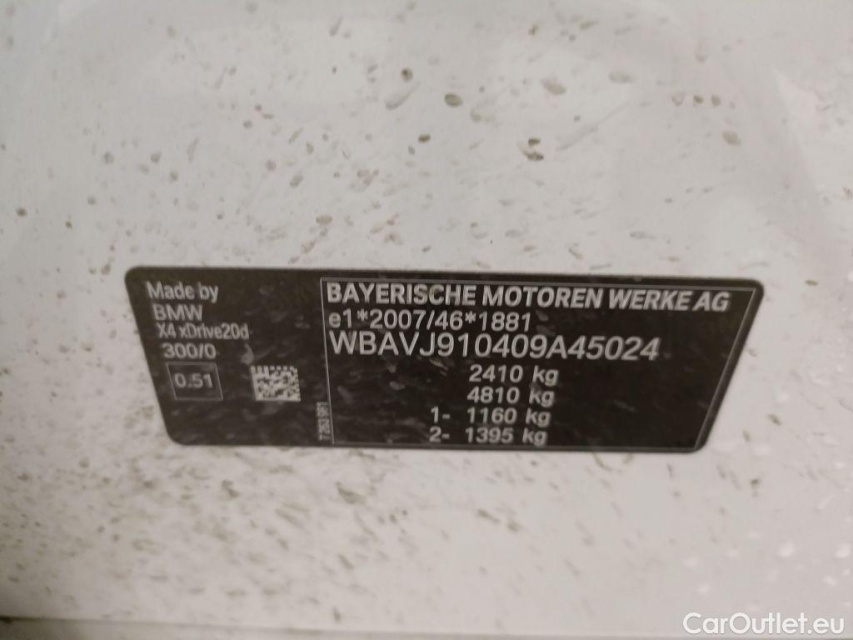 Made by
BMW
X4 xDrive20d
300/0
0.51
BAYERISCHE MOTOREN WERKE AG
e1*2007/46*1881
WBAVJ910409A45024
2410 kg
4810 kg
1- 1160 kg
2- 1395 kg
CarOutlet.eu